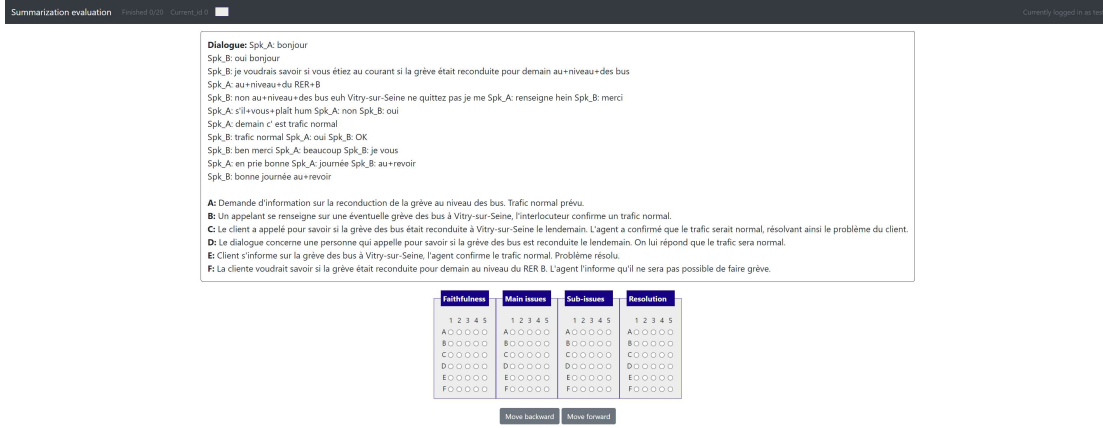 Summarization evaluation Finished 0/20 Current_id:0
Currently logged in as test
Dialogue: Spk_A: bonjour
Spk_B: oui bonjour
Spk_B: je voudrais savoir si vous étiez au courant si la grève était reconduite pour demain au+niveau+des bus
Spk_A: au+niveau+du RER+B
Spk_B: non au+niveau+des bus euh Vitry-sur-Seine ne quittez pas je me Spk_A: renseigne hein Spk_B: merci
Spk_A: s'il+vous+plaît hum Spk_A: non Spk_B: oui
Spk_A: demain c' est trafic normal
Spk_B: trafic normal Spk_A: oui Spk_B: OK
Spk_B: ben merci Spk_A: beaucoup Spk_B: je vous
Spk_A: en prie bonne Spk_A: journée Spk_B: au+revoir
Spk_B: bonne journée au+revoir
A: Demande d'information sur la reconduction de la grève au niveau des bus. Trafic normal prévu.
B: Un appelant se renseigne sur une éventuelle grève des bus à Vitry-sur-Seine, l'interlocuteur confirme un trafic normal.
C: Le client a appelé pour savoir si la grève des bus était reconduite à Vitry-sur-Seine le lendemain. L'agent a confirmé que le trafic serait normal, résolvant ainsi le problème du client.
D: Le dialogue concerne une personne qui appelle pour savoir si la grève des bus est reconduite le lendemain. On lui répond que le trafic sera normal.
E: Client s'informe sur la grève des bus à Vitry-sur-Seine, l'agent confirme le trafic normal. Problème résolu.
F: La cliente voudrait savoir si la grève était reconduite pour demain au niveau du RER B. L'agent l'informe qu'il ne sera pas possible de faire grève.
Faithfulness Main issues Sub-issues Resolution
1 2 3 4 5 1 2 3 4 5 1 2 3 4 5 1 2 3 4 5
A A A A
B B B B
C C C C
D D D D
E E E E
F F F F
Move backward Move forward